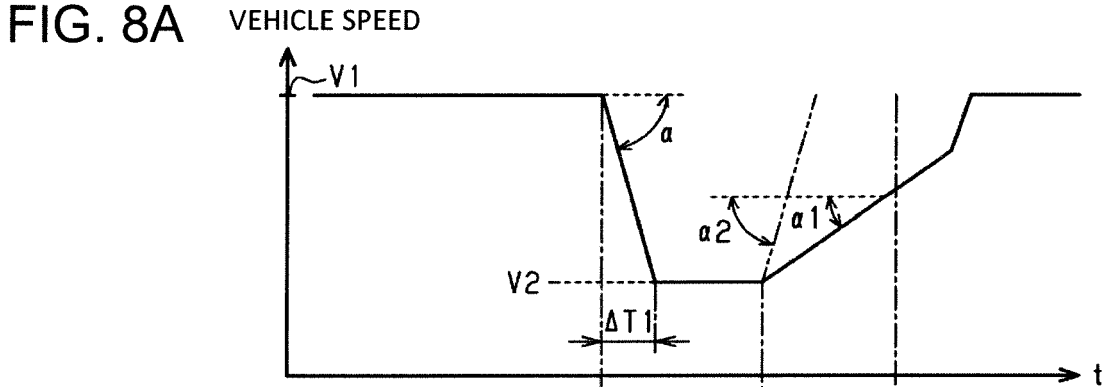 FIG. 8A
VEHICLE SPEED
V1
α
α2
α1
V2
ΔT1
t